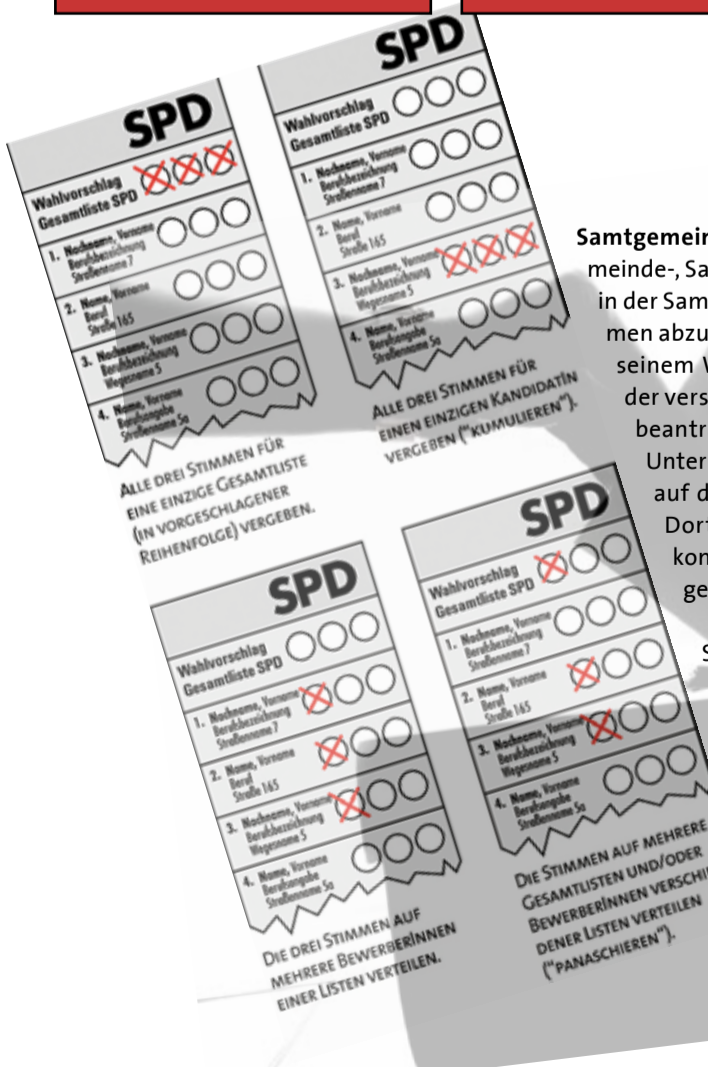 SPD
Wahlvorschlag
Gesamtliste SPD
1. Nachname, Vorname
Berufsbezeichnung
Straßenname 7
2. Name, Vorname
Beruf
Straße 165
3. Nachname, Vorname
Berufsbezeichnung
Wegesname 5
4. Name, Vorname
Berufsangabe
Straßenname 5a
ALLE DREI STIMMEN FÜR
EINE EINZIGE GESAMTLISTE
(IN VORGESCHLAGENER
REIHENFOLGE) VERGEBEN.
SPD
Wahlvorschlag
Gesamtliste SPD
1. Nachname, Vorname
Berufsbezeichnung
Straßenname 7
2. Name, Vorname
Beruf
Straße 165
3. Nachname, Vorname
Berufsbezeichnung
Wegesname 5
4. Name, Vorname
Berufsangabe
Straßenname 5a
ALLE DREI STIMMEN FÜR
EINEN EINZIGEN KANDIDATIN
VERGEBEN ("KUMULIEREN").
SPD
Wahlvorschlag
Gesamtliste SPD
1. Nachname, Vorname
Berufsbezeichnung
Straßenname 7
2. Name, Vorname
Beruf
Straße 165
3. Nachname, Vorname
Berufsbezeichnung
Wegesname 5
4. Name, Vorname
Berufsangabe
Straßenname 5a
DIE DREI STIMMEN AUF
MEHRERE BEWERBERINNEN
EINER LISTEN VERTEILEN.
SPD
Wahlvorschlag
Gesamtliste SPD
1. Nachname, Vorname
Berufsbezeichnung
Straßenname 7
2. Name, Vorname
Beruf
Straße 165
3. Nachname, Vorname
Berufsbezeichnung
Wegesname 5
4. Name, Vorname
Berufsangabe
Straßenname 5a
DIE STIMMEN AUF MEHRERE
GESAMTLISTEN UND/ODER
BEWERBERINNEN VERSCHI
DENER LISTEN VERTEILEN
("PANASCHIEREN").
Samtgemein
meinde-, Sa
in der Sam
men abzu
seinem
der vers
beantr
Unter
auf d
Dor
kon
ge
S